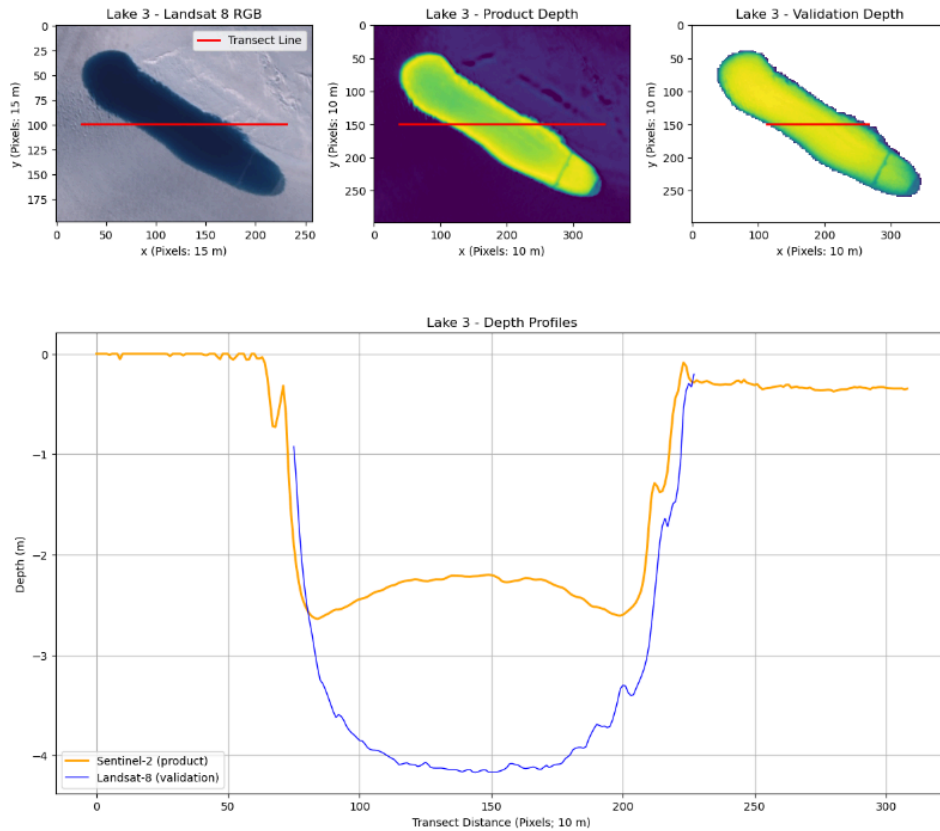 Lake 3 - Landsat 8 RGB
Transect Line
0
25
50
75
100
125
150
175
y (Pixels: 15 m)
0 50 100 150 200 250
x (Pixels: 15 m)
Lake 3 - Product Depth
0
50
100
150
200
250
y (Pixels: 10 m)
0 100 200 300
x (Pixels: 10 m)
Lake 3 - Validation Depth
0
50
100
150
200
250
y (Pixels: 10 m)
0 100 200 300
x (Pixels: 10 m)
Lake 3 - Depth Profiles
0
−1
−2
−3
−4
Depth (m)
Sentinel-2 (product)
Landsat-8 (validation)
0 50 100 150 200 250 300
Transect Distance (Pixels; 10 m)